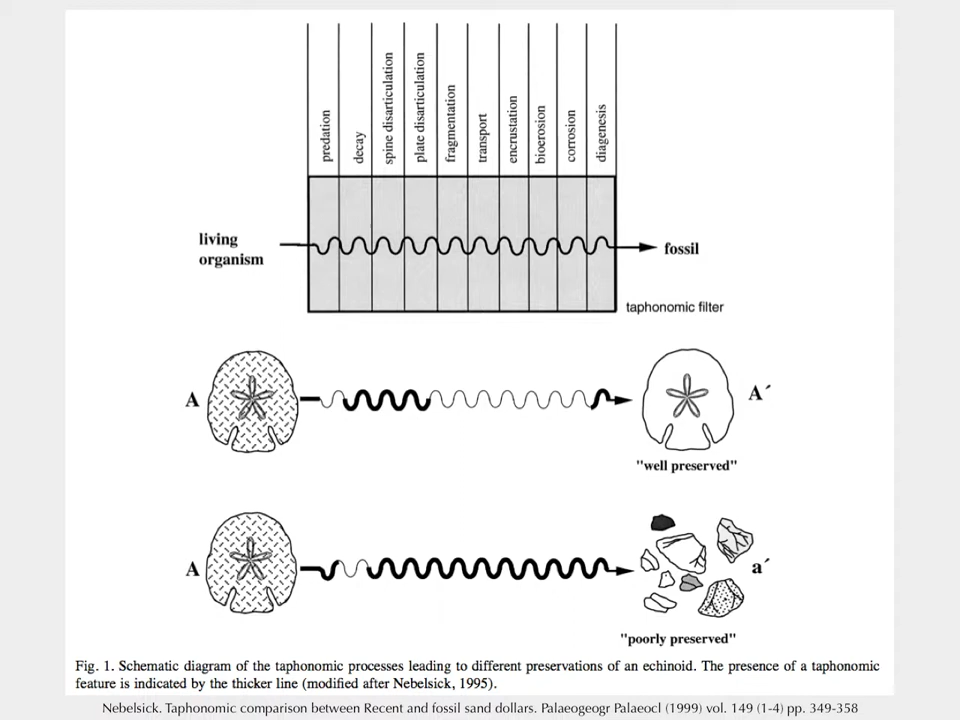 predation
decay
spine disarticulation
plate disarticulation
fragmentation
transport
encrustation
bioerosion
corrosion
diagenesis
living
organism
fossil
taphonomic filter
A
A´
"well preserved"
A
a´
"poorly preserved"
Fig. 1. Schematic diagram of the taphonomic processes leading to different preservations of an echinoid. The presence of a taphonomic
feature is indicated by the thicker line (modified after Nebelsick, 1995).
Nebelsick. Taphonomic comparison between Recent and fossil sand dollars. Palaeogeogr Palaeocl (1999) vol. 149 (1-4) pp. 349-358